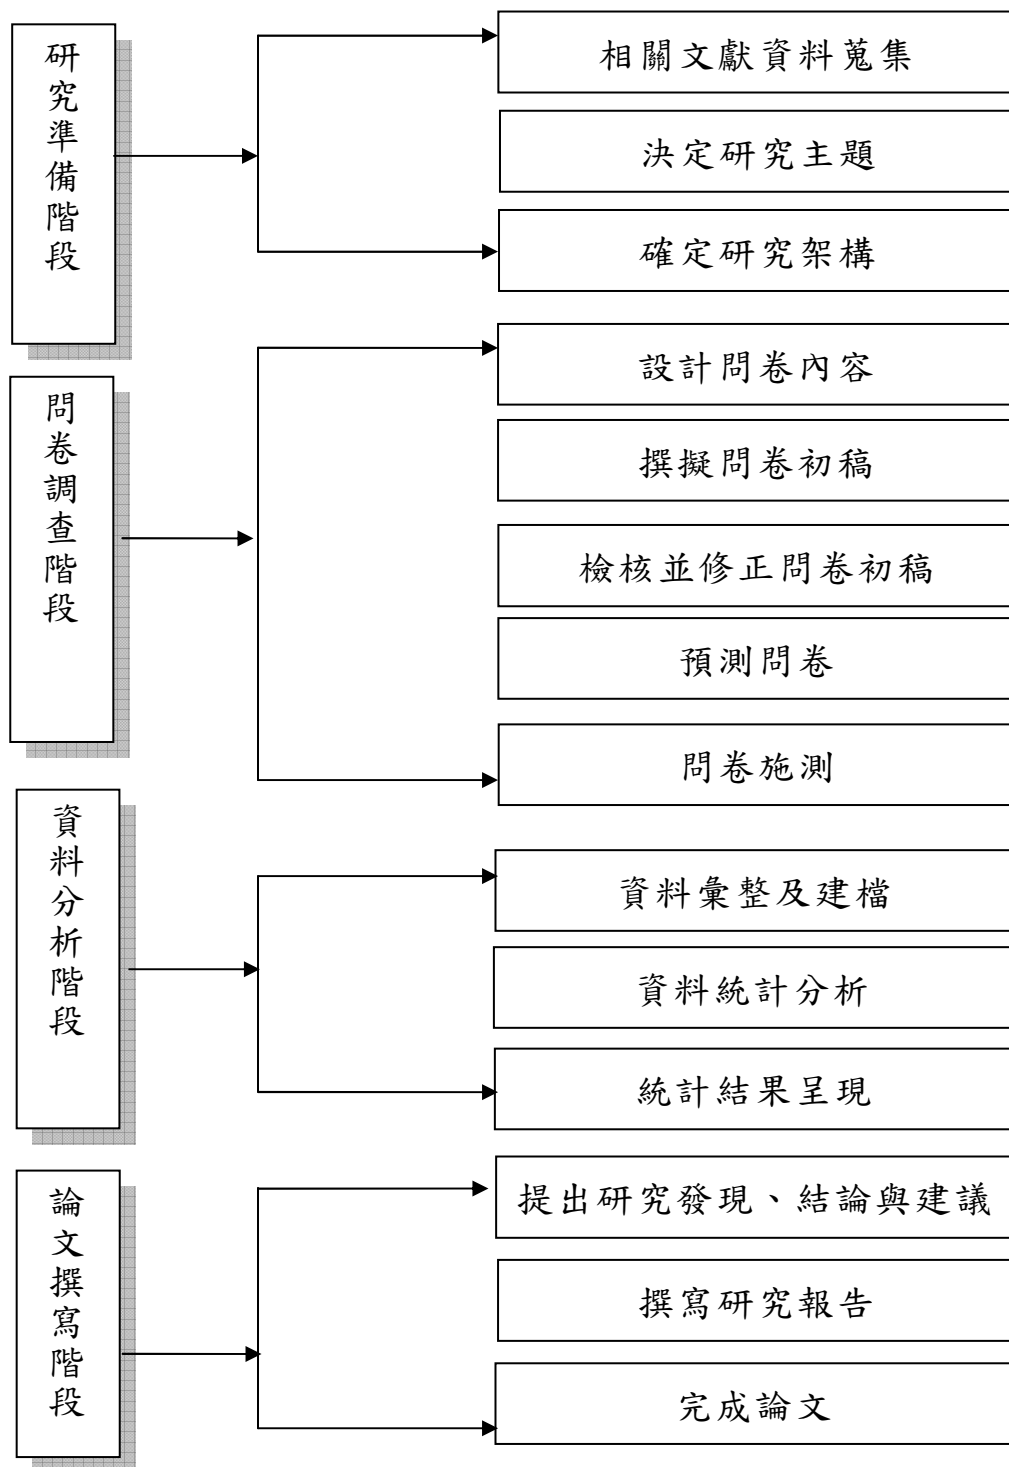 研究準備階段
相關文獻資料蒐集
決定研究主題
確定研究架構
問卷調查階段
設計問卷內容
撰擬問卷初稿
檢核並修正問卷初稿
預測問卷
問卷施測
資料分析階段
資料彙整及建檔
資料統計分析
統計結果呈現
論文撰寫階段
提出研究發現、結論與建議
撰寫研究報告
完成論文